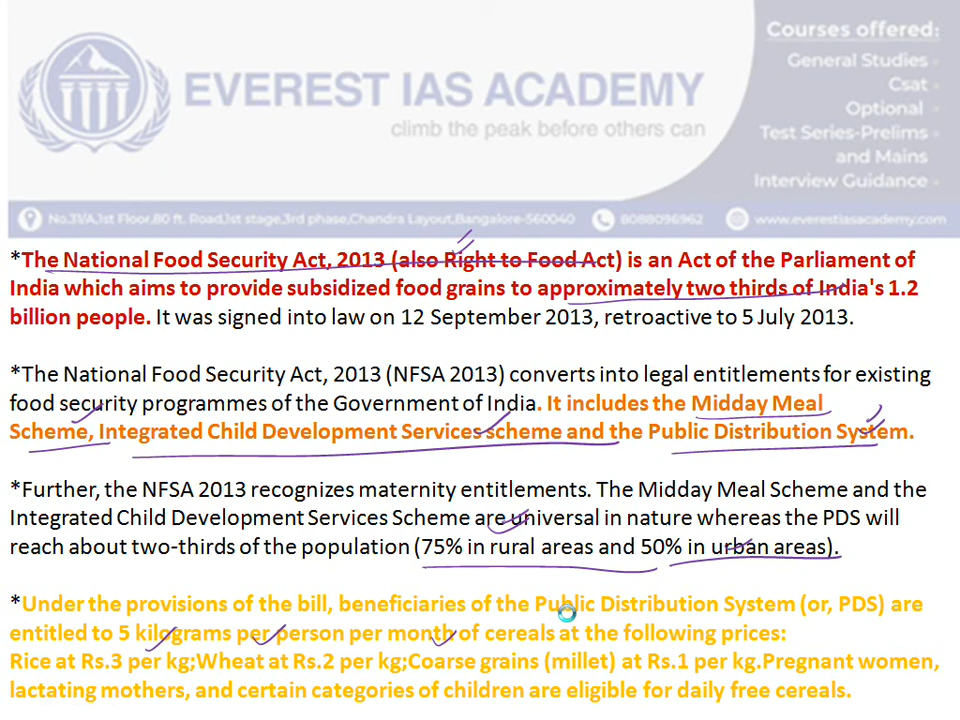 Courses offered:
General Studies
Csat
EVEREST IAS ACADEMY
Optional
climb the peak before others can
Test Series-Prelims
and Mains
Interview Guidance
No.31/A,1st Floor,80 ft. Road,1st stage,3rd phase,Chandra Layout,Bangalore-560040 8088096962 www.everestiasacademy.com
*The National Food Security Act, 2013 (also Right to Food Act) is an Act of the Parliament of
India which aims to provide subsidized food grains to approximately two thirds of India's 1.2
billion people. It was signed into law on 12 September 2013, retroactive to 5 July 2013.
*The National Food Security Act, 2013 (NFSA 2013) converts into legal entitlements for existing
food security programmes of the Government of India. It includes the Midday Meal
Scheme, Integrated Child Development Services scheme and the Public Distribution System.
*Further, the NFSA 2013 recognizes maternity entitlements. The Midday Meal Scheme and the
Integrated Child Development Services Scheme are universal in nature whereas the PDS will
reach about two-thirds of the population (75% in rural areas and 50% in urban areas).
*Under the provisions of the bill, beneficiaries of the Public Distribution System (or, PDS) are
entitled to 5 kilograms per person per month of cereals at the following prices:
Rice at Rs.3 per kg;Wheat at Rs.2 per kg;Coarse grains (millet) at Rs.1 per kg.Pregnant women,
lactating mothers, and certain categories of children are eligible for daily free cereals.